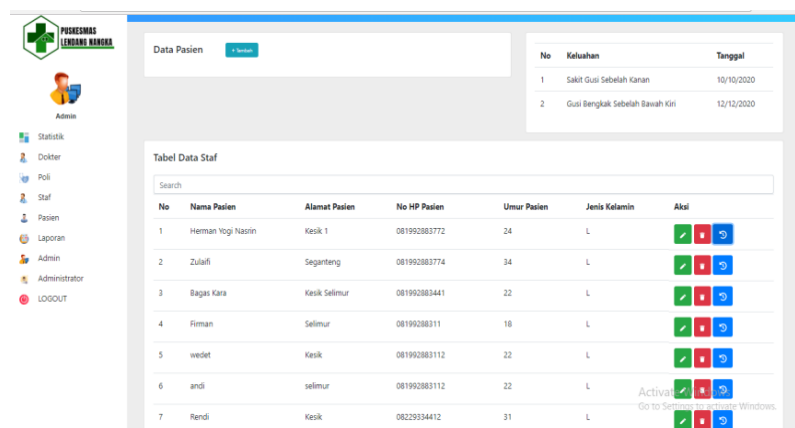 PUSKESMAS
LENDANG NANGKA
Admin
Statistik
Dokter
Poli
Staf
Pasien
Laporan
Admin
Administrator
LOGOUT
Data Pasien + Tambah
No Keluahan Tanggal
1 Sakit Gusi Sebelah Kanan 10/10/2020
2 Gusi Bengkak Sebelah Bawah Kiri 12/12/2020
Tabel Data Staf
Search
No Nama Pasien Alamat Pasien No HP Pasien Umur Pasien Jenis Kelamin Aksi
1 Herman Yogi Nasrin Kesik 1 081992883772 24 L
2 Zulaifi Seganteng 081992883774 34 L
3 Bagas Kara Kesik Selimur 081992883441 22 L
4 Firman Selimur 08199288311 18 L
5 wedet Kesik 081992883112 22 L
6 andi selimur 081992883112 22 L
Activate Windows
Go to Settings to activate Windows.
7 Rendi Kesik 08229334412 31 L